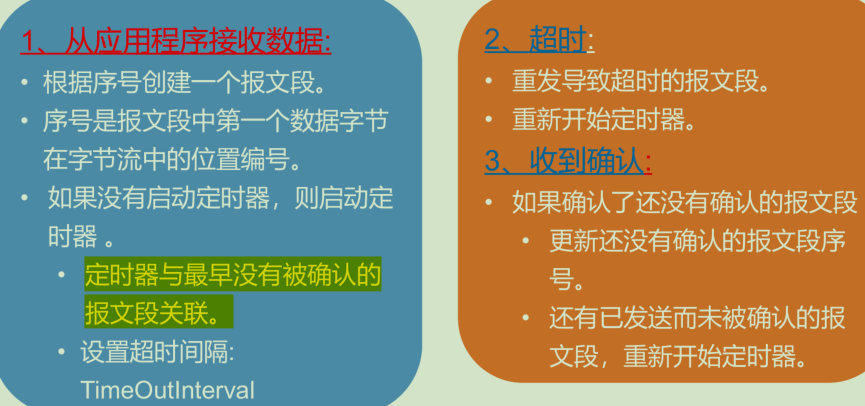 1、从应用程序接收数据:
• 根据序号创建一个报文段。
• 序号是报文段中第一个数据字节
在字节流中的位置编号。
• 如果没有启动定时器，则启动定
时器 。
• 定时器与最早没有被确认的
报文段关联。
• 设置超时间隔:
TimeOutInterval
2、超时:
• 重发导致超时的报文段。
• 重新开始定时器。
3、收到确认:
• 如果确认了还没有确认的报文段
• 更新还没有确认的报文段序
号。
• 还有已发送而未被确认的报
文段，重新开始定时器。